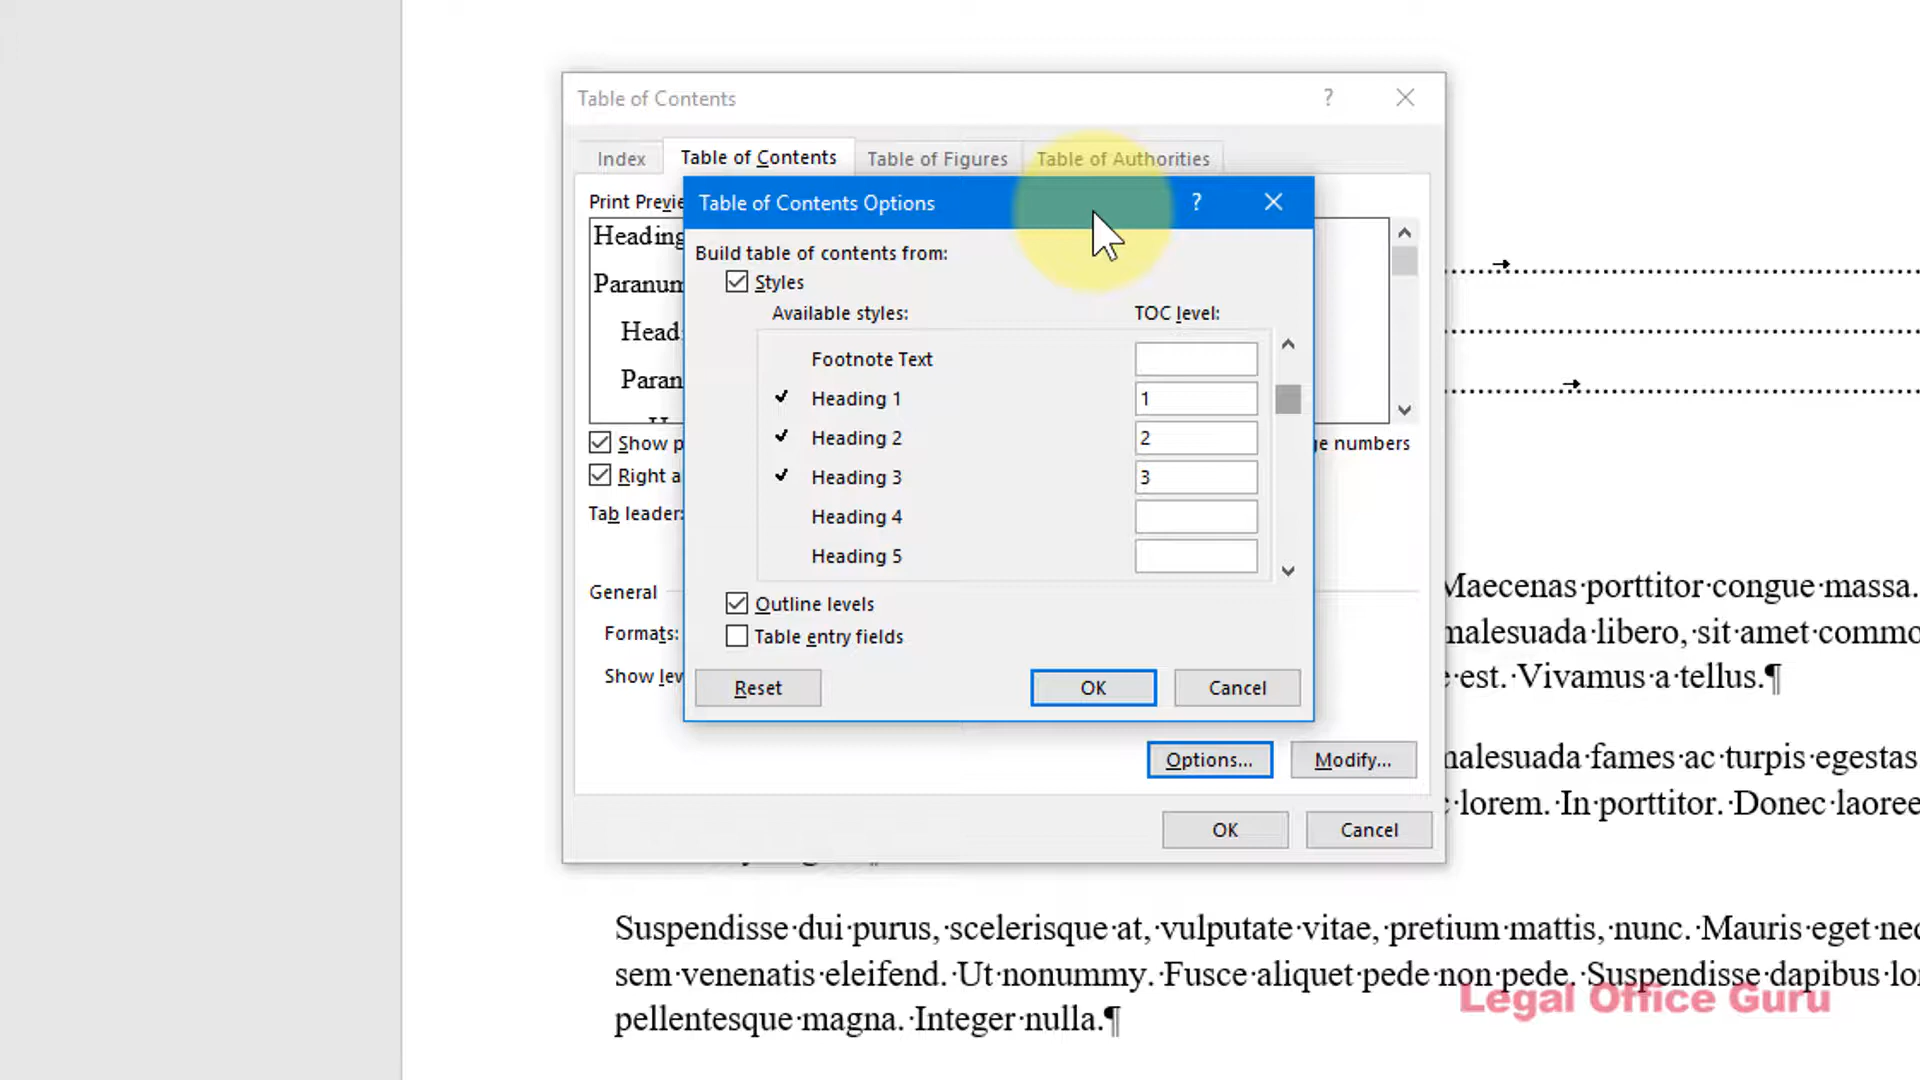 Table of Contents
Index
Table of Contents
Table of Figures
Table of Authorities
Print Preview
Heading
Paranum
Head
Paran
Table of Contents Options
Build table of contents from:
Styles
Available styles:
TOC level:
Footnote Text
Heading 1
1
Heading 2
2
Heading 3
3
Heading 4
Heading 5
Outline levels
Table entry fields
Reset
OK
Cancel
Show p
ge numbers
Right a
Tab leader:
General
Formats:
Show lev
Options...
Modify...
OK
Cancel
Maecenas·porttitor·congue·massa.
malesuada·libero,·sit·amet·commo
e·est.·Vivamus·a·tellus.¶
malesuada·fames·ac·turpis·egestas
c·lorem.·In·porttitor.·Donec·laoree
Suspendisse·dui·purus,·scelerisque·at,·vulputate·vitae,·pretium·mattis,·nunc.·Mauris·eget·nec
sem·venenatis·eleifend.·Ut·nonummy.·Fusce·aliquet·pede·non·pede.·Suspendisse·dapibus·lor
pellentesque·magna.·Integer·nulla.¶
Legal Office Guru